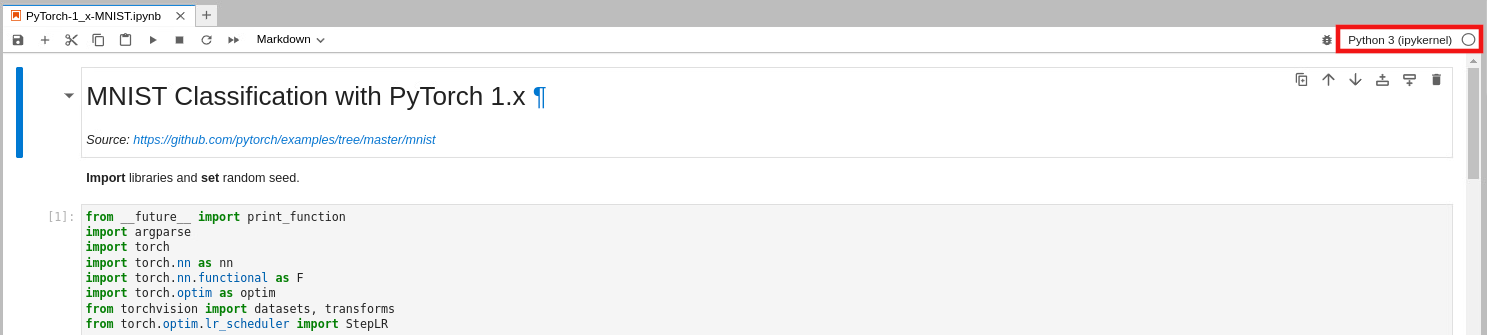 PyTorch-1_x-MNIST.ipynb
Markdown
Python 3 (ipykernel)
MNIST Classification with PyTorch 1.x ¶
Source: https://github.com/pytorch/examples/tree/master/mnist
Import libraries and set random seed.
[1]:
from __future__ import print_function
import argparse
import torch
import torch.nn as nn
import torch.nn.functional as F
import torch.optim as optim
from torchvision import datasets, transforms
from torch.optim.lr_scheduler import StepLR